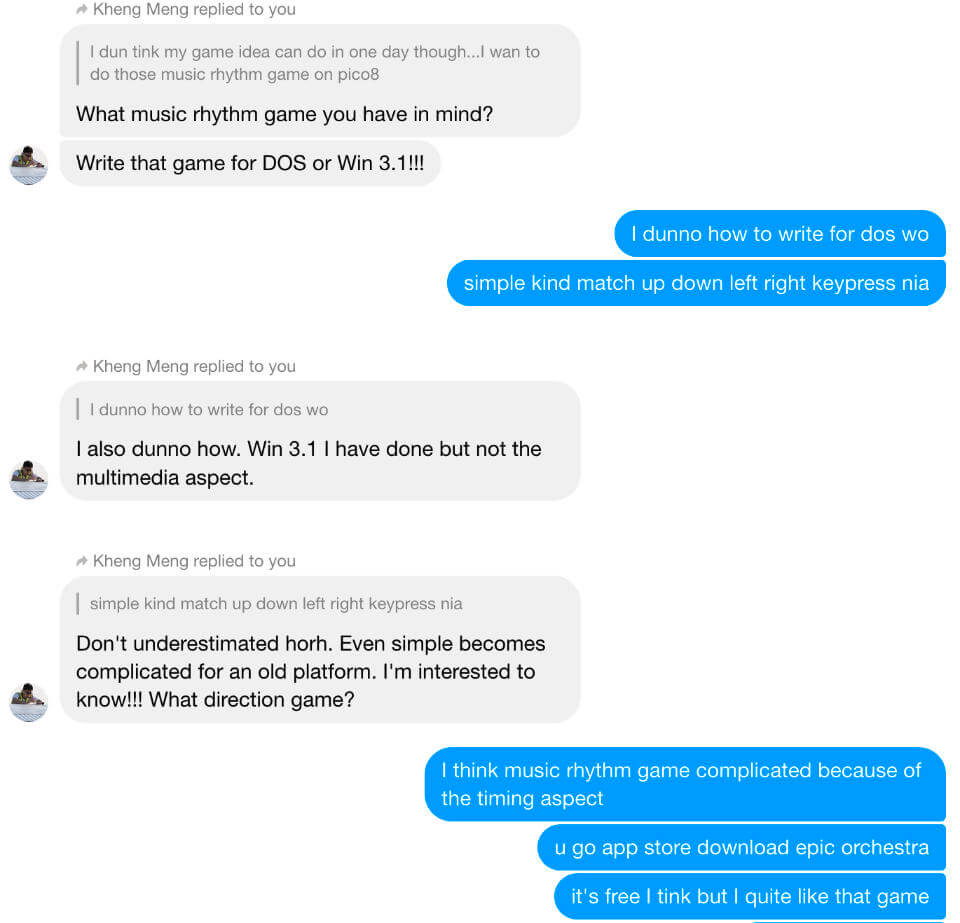 Kheng Meng replied to you
I dun tink my game idea can do in one day though...I wan to
do those music rhythm game on pico8
What music rhythm game you have in mind?
Write that game for DOS or Win 3.1!!!
I dunno how to write for dos wo
simple kind match up down left right keypress nia
Kheng Meng replied to you
I dunno how to write for dos wo
I also dunno how. Win 3.1 I have done but not the
multimedia aspect.
Kheng Meng replied to you
simple kind match up down left right keypress nia
Don't underestimated horh. Even simple becomes
complicated for an old platform. I'm interested to
know!!! What direction game?
I think music rhythm game complicated because of
the timing aspect
u go app store download epic orchestra
it's free I tink but I quite like that game